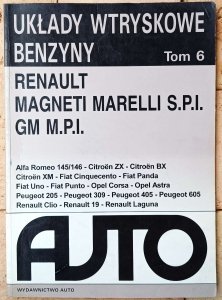 UKŁADY WTRYSKOWE
BENZYNY Tom 6
RENAULT
MAGNETI MARELLI S.P.I.
GM M.P.I.
Alfa Romeo 145/146 - Citroën ZX - Citroën BX
Citroën XM - Fiat Cinquecento - Fiat Panda
Fiat Uno - Fiat Punto - Opel Corsa - Opel Astra
Peugeot 205 - Peugeot 309 - Peugeot 405 - Peugeot 605
Renault Clio - Renault 19 - Renault Laguna
AUTO
WYDAWNICTWO AUTO